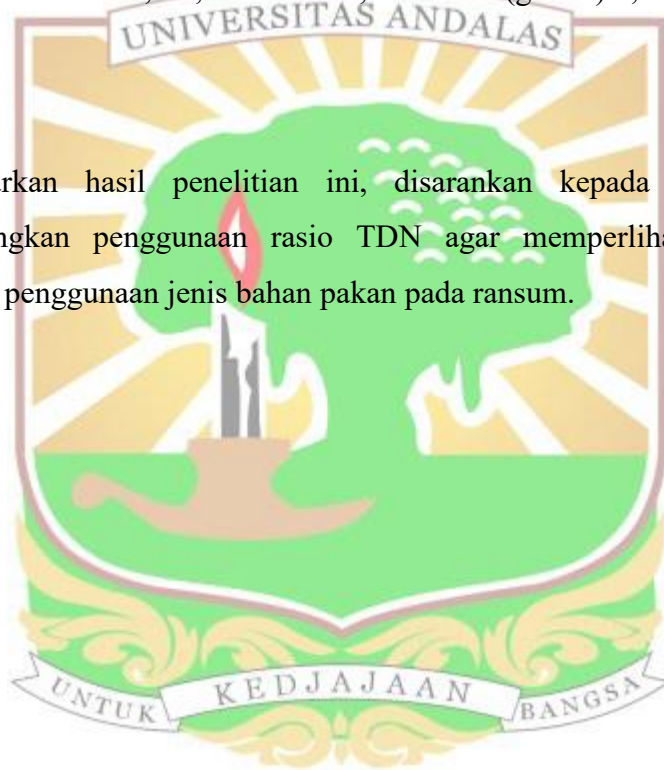 UNIVERSITAS ANDALAS
rkan hasil penelitian ini, disarankan kepada
ngkan penggunaan rasio TDN agar memperliha
penggunaan jenis bahan pakan pada ransum.
UNTUK KEDJAJAAN BANGSA